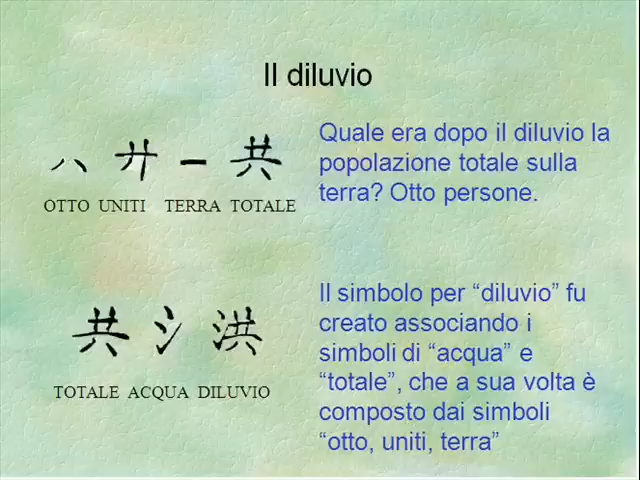 Il diluvio
八 廾 一 共
OTTO UNITI TERRA TOTALE
Quale era dopo il diluvio la
popolazione totale sulla
terra? Otto persone.
共 氵 洪
TOTALE ACQUA DILUVIO
Il simbolo per “diluvio” fu
creato associando i
simboli di “acqua” e
“totale”, che a sua volta è
composto dai simboli
“otto, uniti, terra”